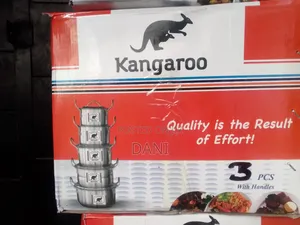 Kangaroo
Quality is the Result
of Effort!
DANI
3 PCS
With Handles